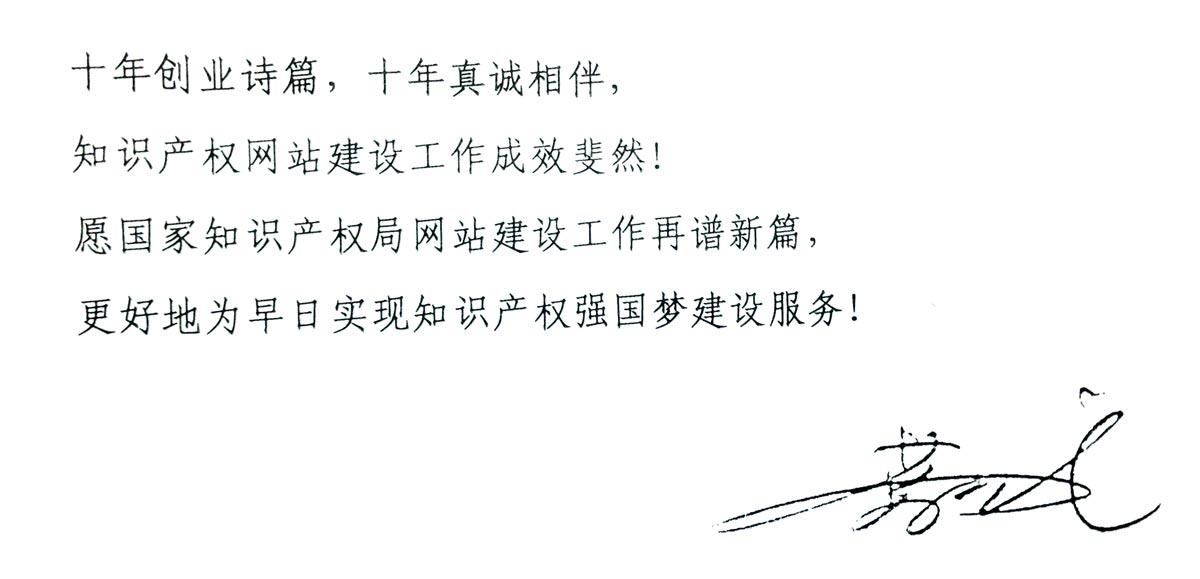 十年创业诗篇，十年真诚相伴，
知识产权网站建设工作成效斐然！
愿国家知识产权局网站建设工作再谱新篇，
更好地为早日实现知识产权强国梦建设服务！